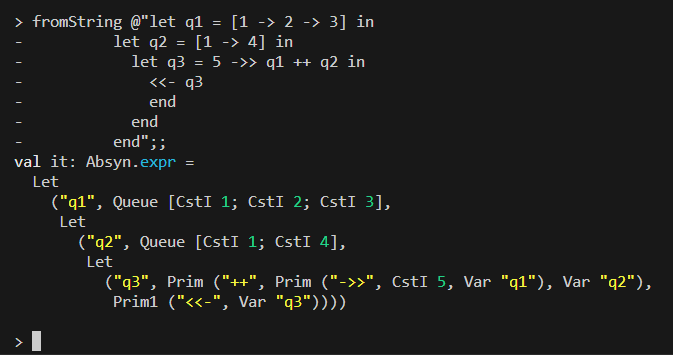 > fromString @"let q1 = [1 -> 2 -> 3] in
-           let q2 = [1 -> 4] in
-             let q3 = 5 ->> q1 ++ q2 in
-               <<- q3
-               end
-             end
-           end";;
val it: Absyn.expr =
  Let
    ("q1", Queue [CstI 1; CstI 2; CstI 3],
     Let
       ("q2", Queue [CstI 1; CstI 4],
        Let
          ("q3", Prim ("++", Prim ("->>", CstI 5, Var "q1"), Var "q2"),
           Prim1 ("<<-", Var "q3"))))
>